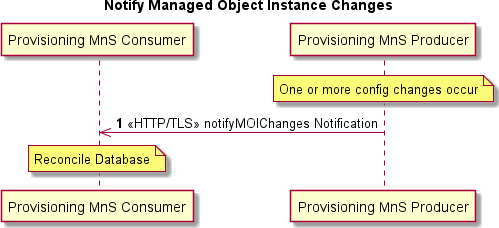 Notify Managed Object Instance Changes
Provisioning MnS Consumer
Provisioning MnS Producer
One or more config changes occur
1 «HTTP/TLS» notifyMOIChanges Notification
Reconcile Database
Provisioning MnS Consumer
Provisioning MnS Producer